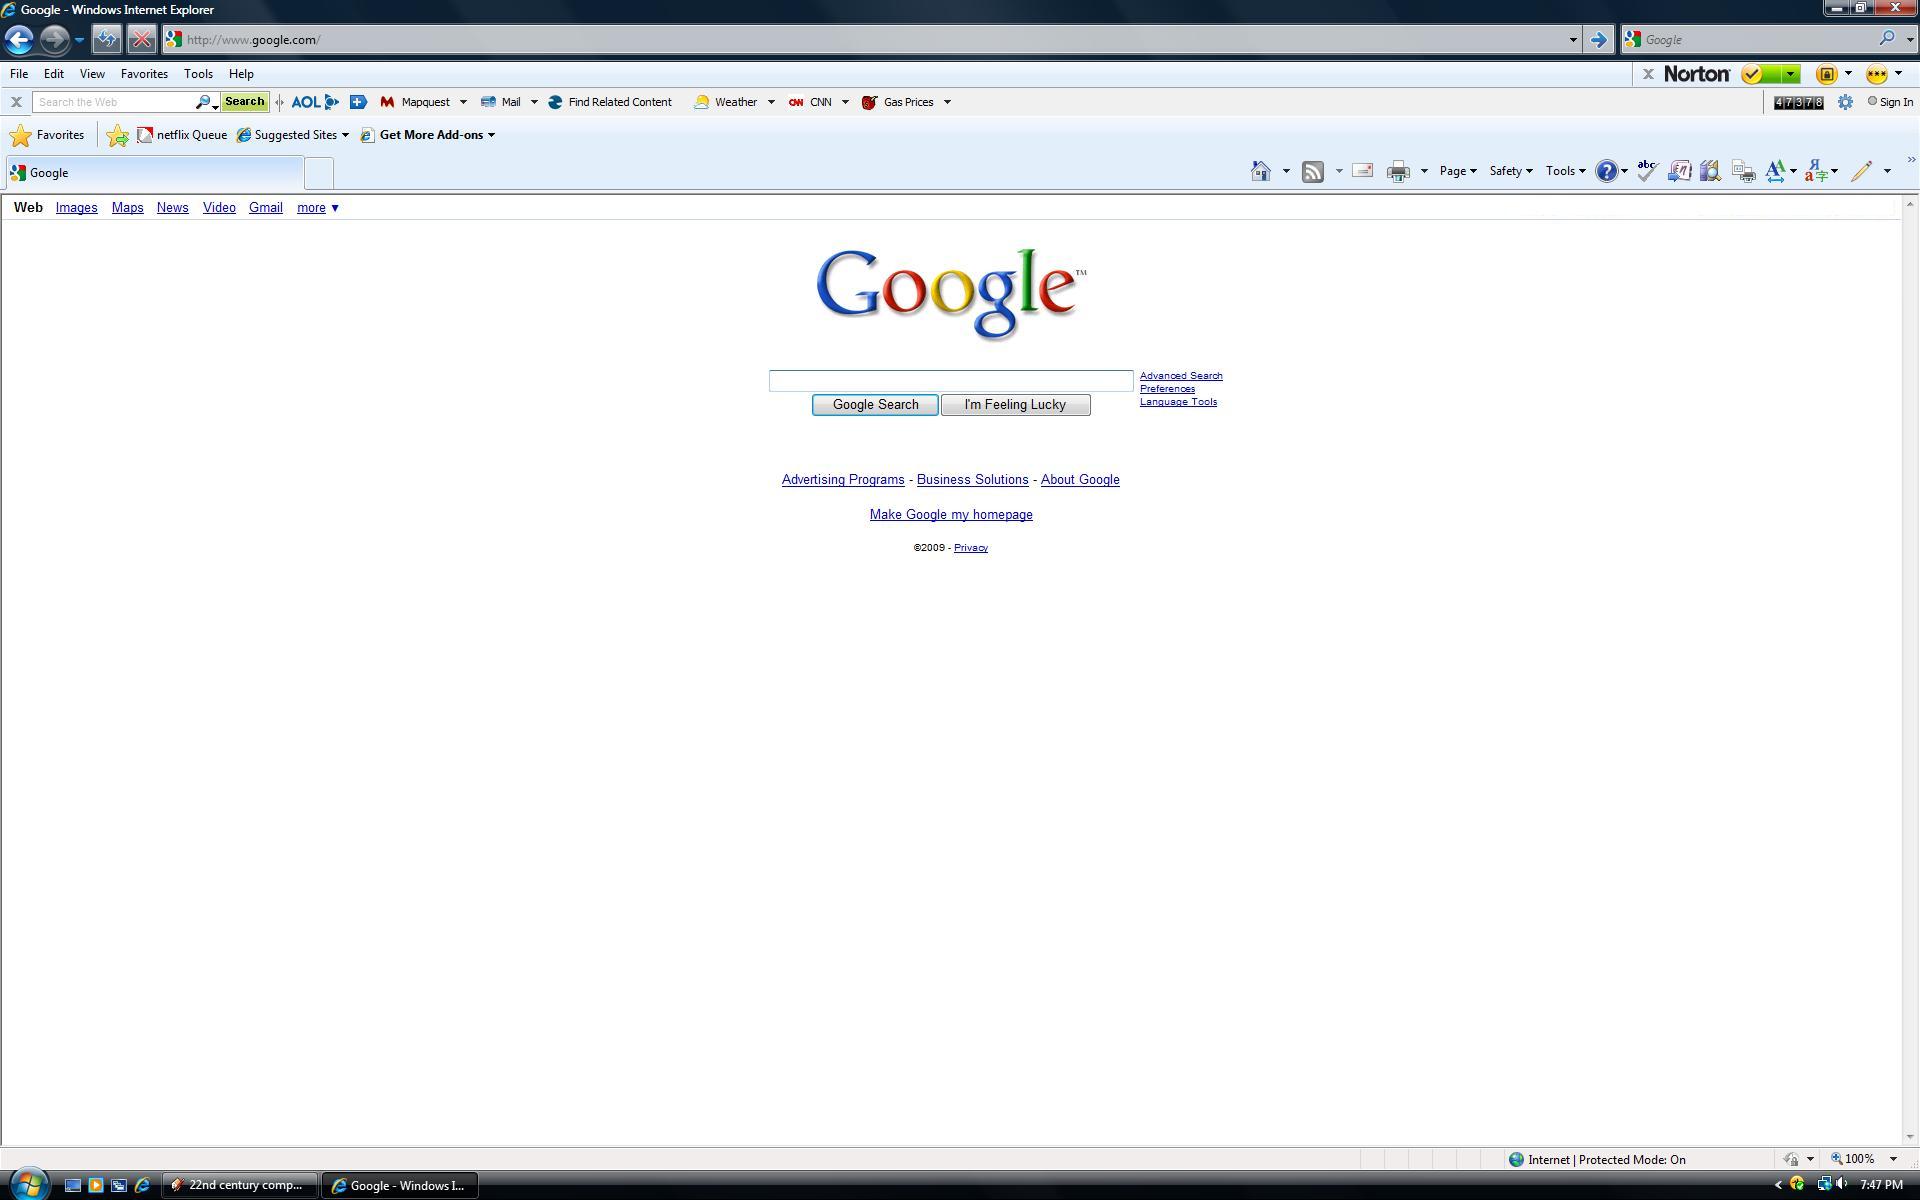 Google - Windows Internet Explorer
http://www.google.com/
Google
File Edit View Favorites Tools Help
X Norton
X Search the Web Search AOL Mapquest Mail Find Related Content Weather CNN CNN Gas Prices 47378 Sign In
Favorites netflix Queue Suggested Sites Get More Add-ons
Google
Page Safety Tools ? abc Я a 字 »
Web Images Maps News Video Gmail more ▼
Google™
Advanced Search
Preferences
Language Tools
Google Search I'm Feeling Lucky
Advertising Programs - Business Solutions - About Google
Make Google my homepage
©2009 - Privacy
Internet | Protected Mode: On 100%
22nd century comp... Google - Windows I... < 7:47 PM